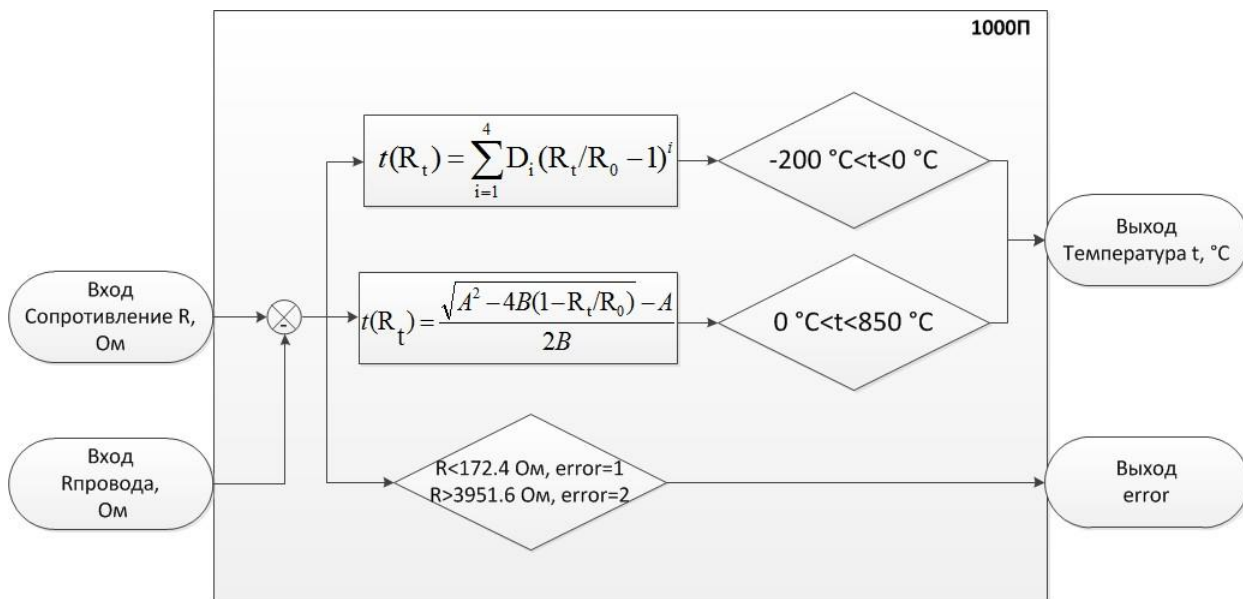 1000П
4
t(Rₜ) = ∑ Dᵢ (Rₜ/R₀ − 1)ⁱ
i=1
-200 °C<t<0 °C
Выход
Температура t, °C
Вход
Сопротивление R,
Ом
-
t(Rₜ) = (√(A² − 4B(1−Rₜ/R₀)) − A) / 2B
0 °C<t<850 °C
Вход
Rпровода,
Ом
R<172.4 Ом, error=1
R>3951.6 Ом, error=2
Выход
error